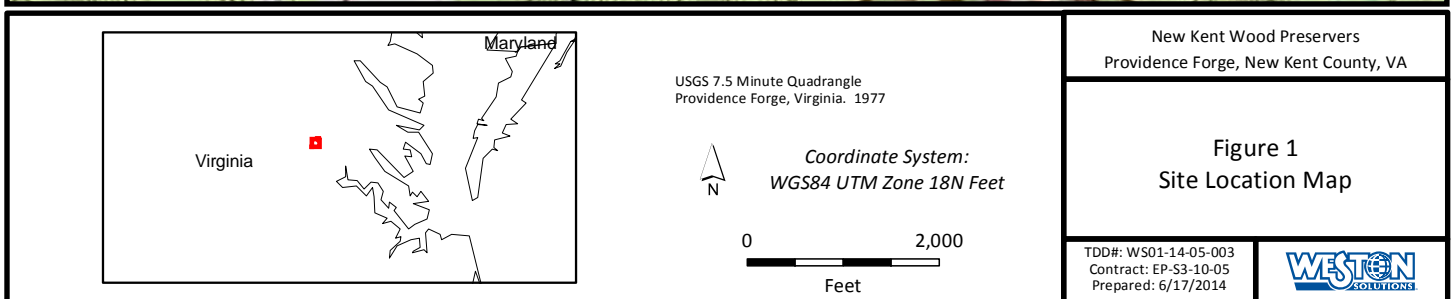 Maryland
Virginia
USGS 7.5 Minute Quadrangle
Providence Forge, Virginia.  1977
N
Coordinate System:
WGS84 UTM Zone 18N Feet
0 2,000
Feet
New Kent Wood Preservers
Providence Forge, New Kent County, VA
Figure 1
Site Location Map
TDD#: WS01-14-05-003
Contract: EP-S3-10-05
Prepared: 6/17/2014
WESTON
SOLUTIONS